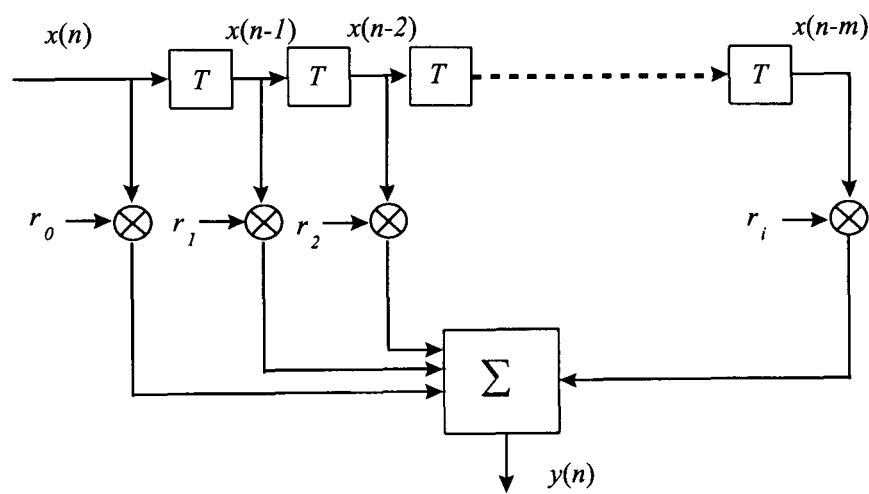 x(n) x(n-1) x(n-2) x(n-m)
T T T T
r0 r1 r2 ri
Σ
y(n)